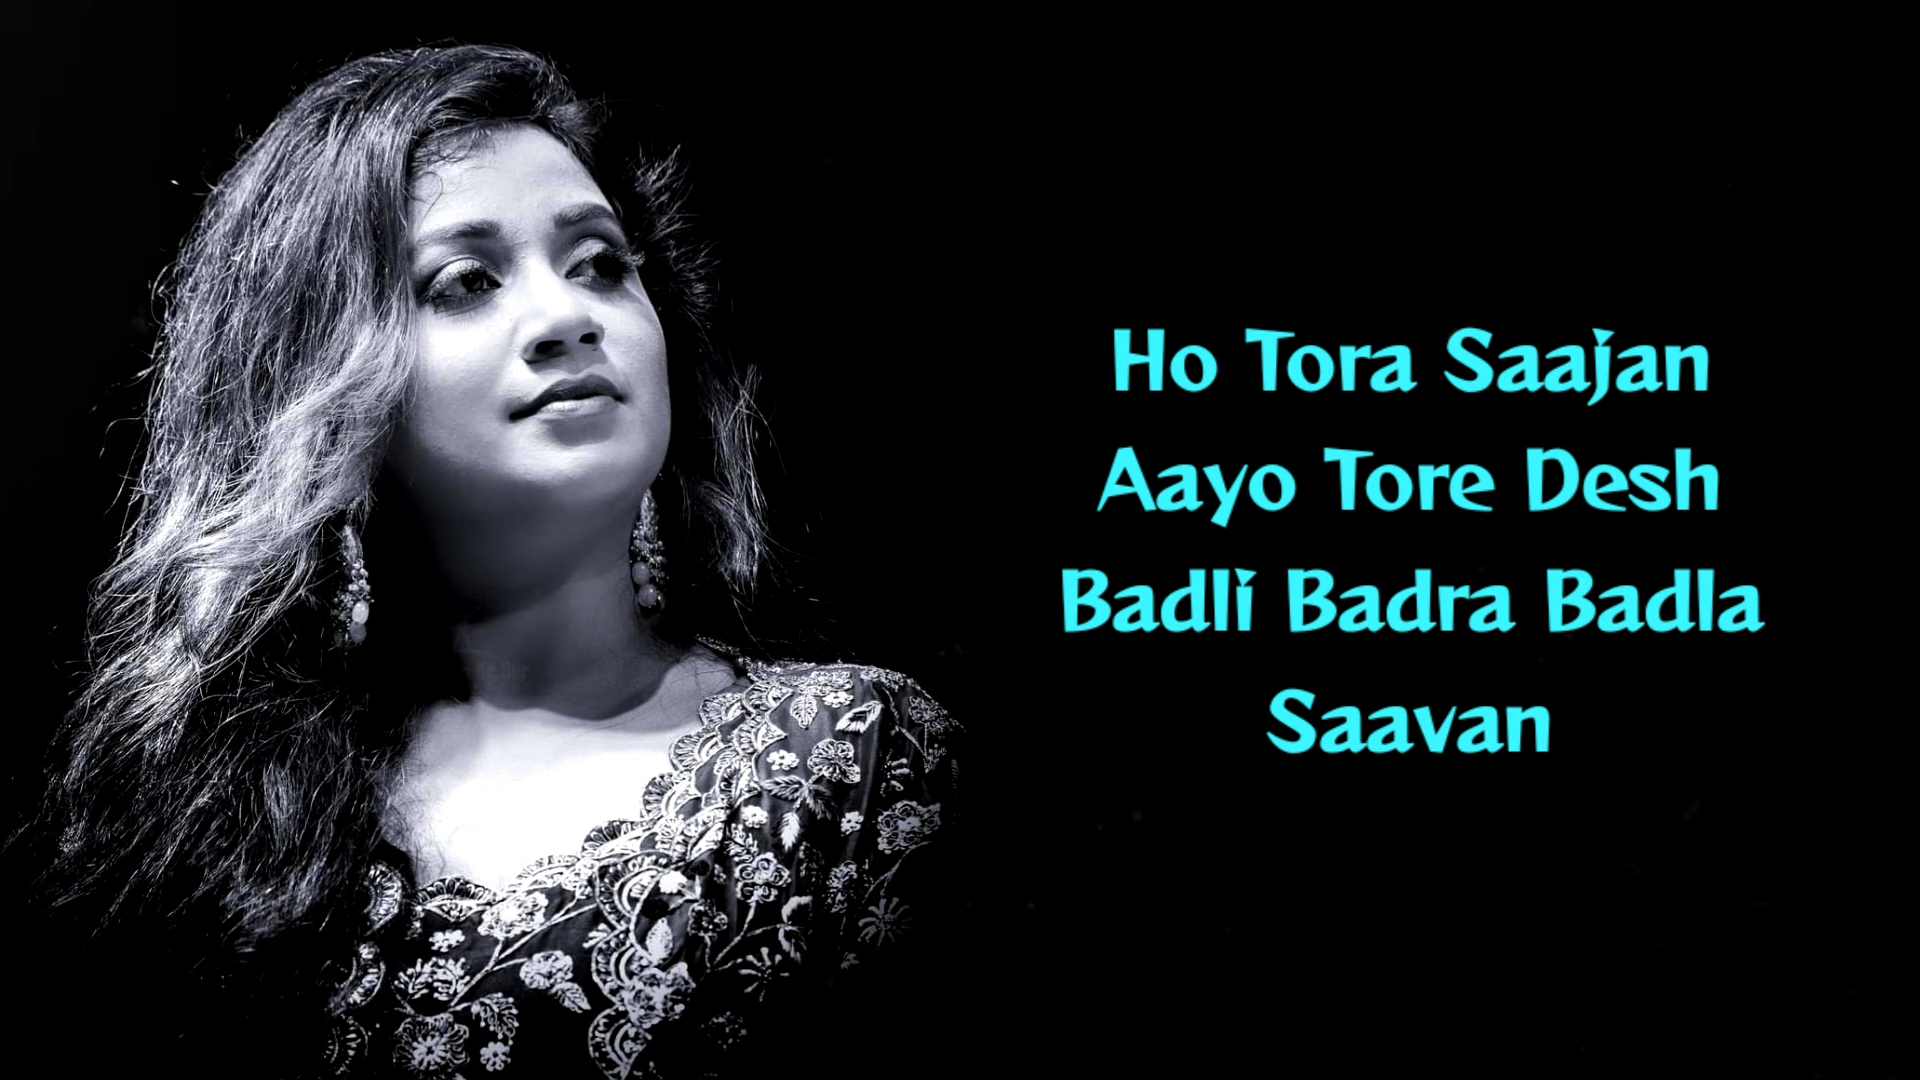 Ho Tora Saajan
Aayo Tore Desh
Badli Badra Badla
Saavan